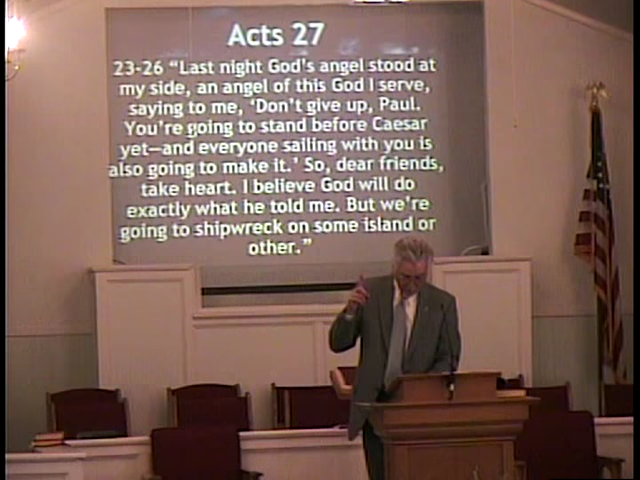 Acts 27
23-26 “Last night God's angel stood at
my side, an angel of this God I serve,
saying to me, ‘Don't give up, Paul.
You're going to stand before Caesar
yet—and everyone sailing with you is
also going to make it.' So, dear friends,
take heart. I believe God will do
exactly what he told me. But we're
going to shipwreck on some island or
other.”